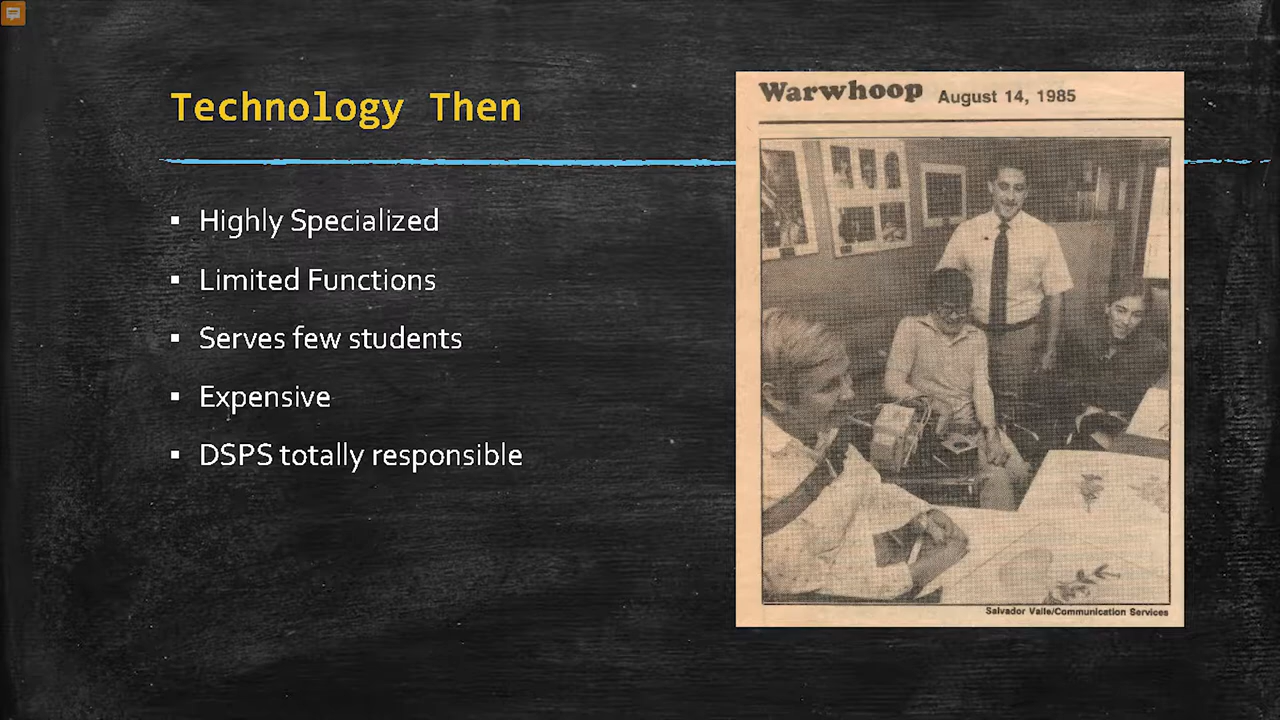 Technology Then
Highly Specialized
Limited Functions
Serves few students
Expensive
DSPS totally responsible
Warwhoop August 14, 1985
Salvador Valle/Communication Services